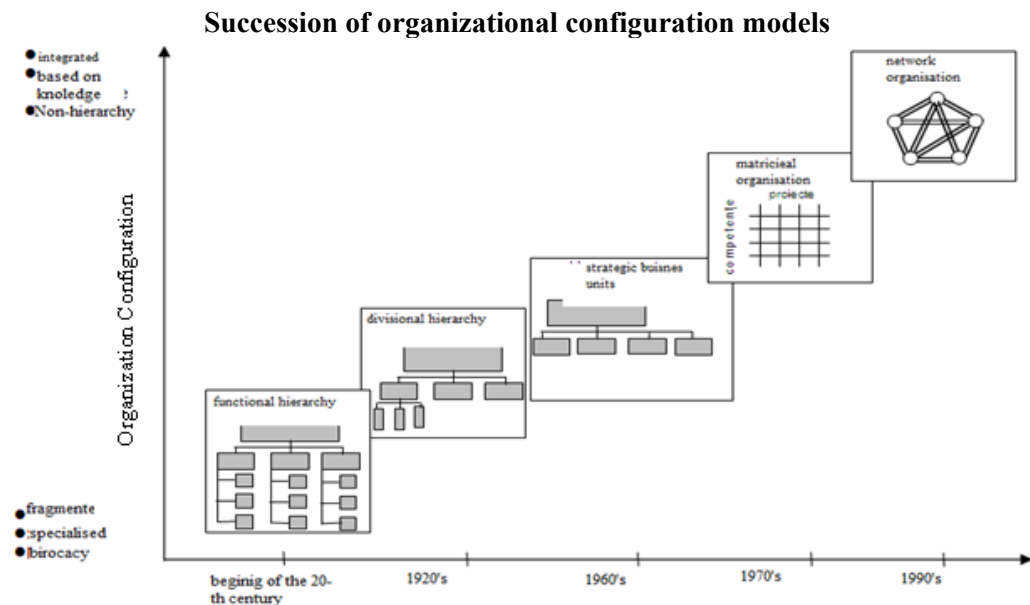 Succession of organizational configuration models
integrated
based on
knoledge
Non-hierarchy
network
organisation
matricieal
organisation
proiecte
competențe
strategic buisnes
units
divisional hierarchy
functional hierarchy
Organization Configuration
fragmente
specialised
birocacy
beginig of the 20-
th century
1920's
1960's
1970's
1990's